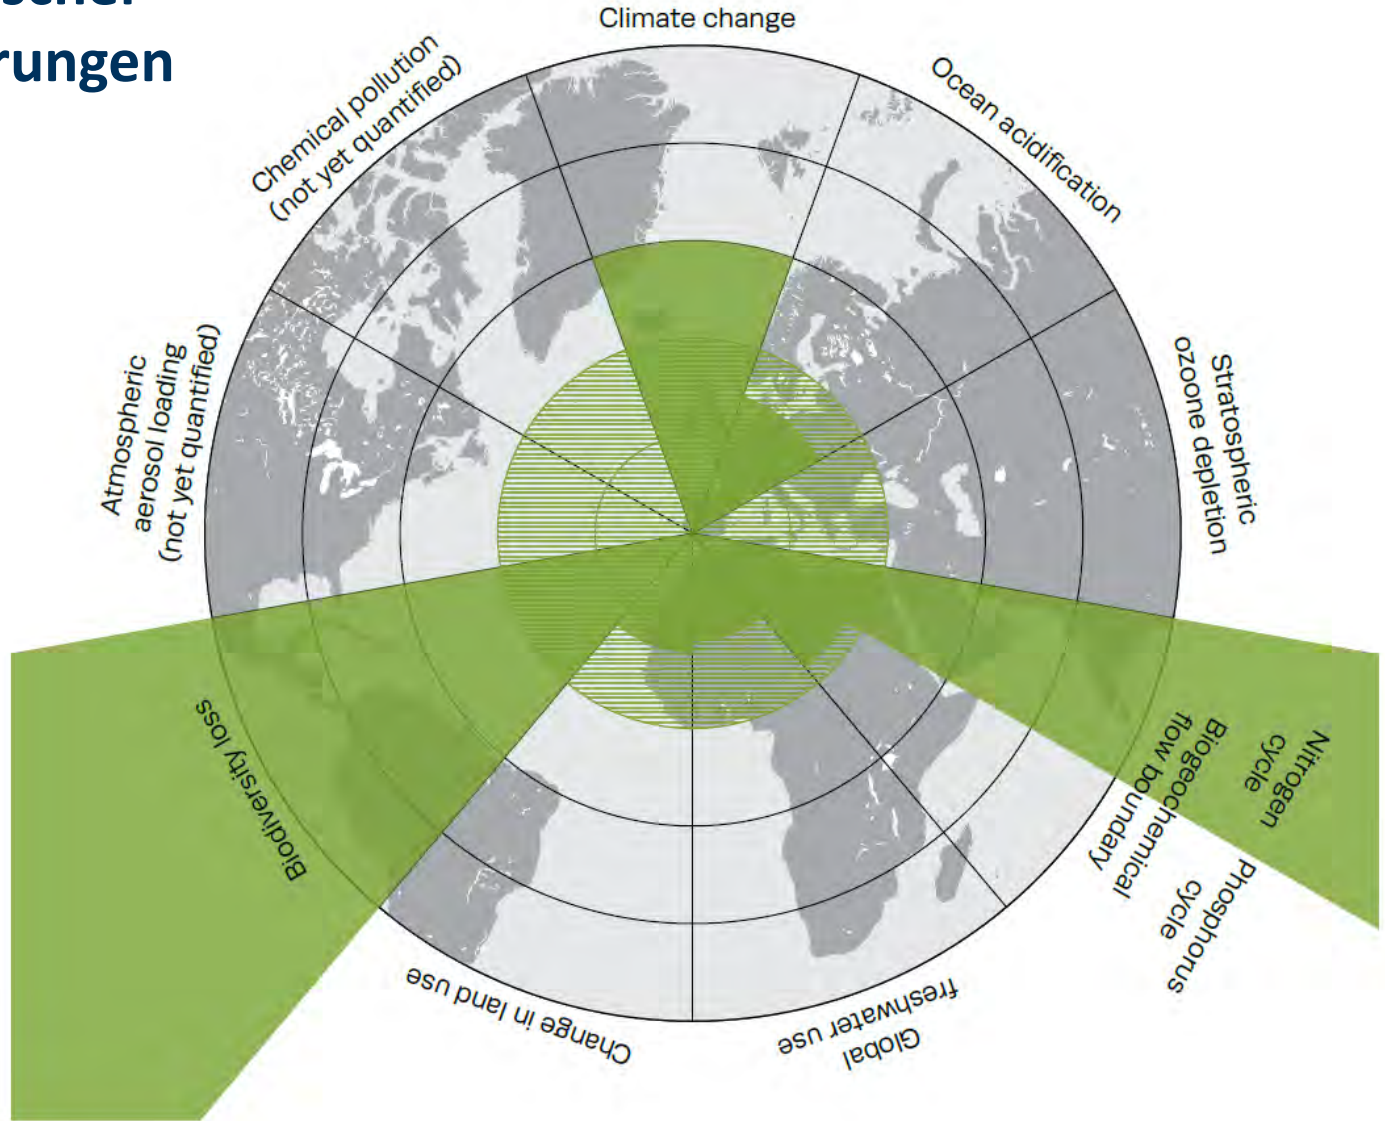 rungen
Climate change
Ocean acidification
Stratospheric
ozoone depletion
Nitrogen
cycle
Biogeochemical
flow boundary
Phosphorus
cycle
Global
freshwater use
Change in land use
Biodiversity loss
Atmospheric
aerosol loading
(not yet quantified)
Chemical pollution
(not yet quantified)